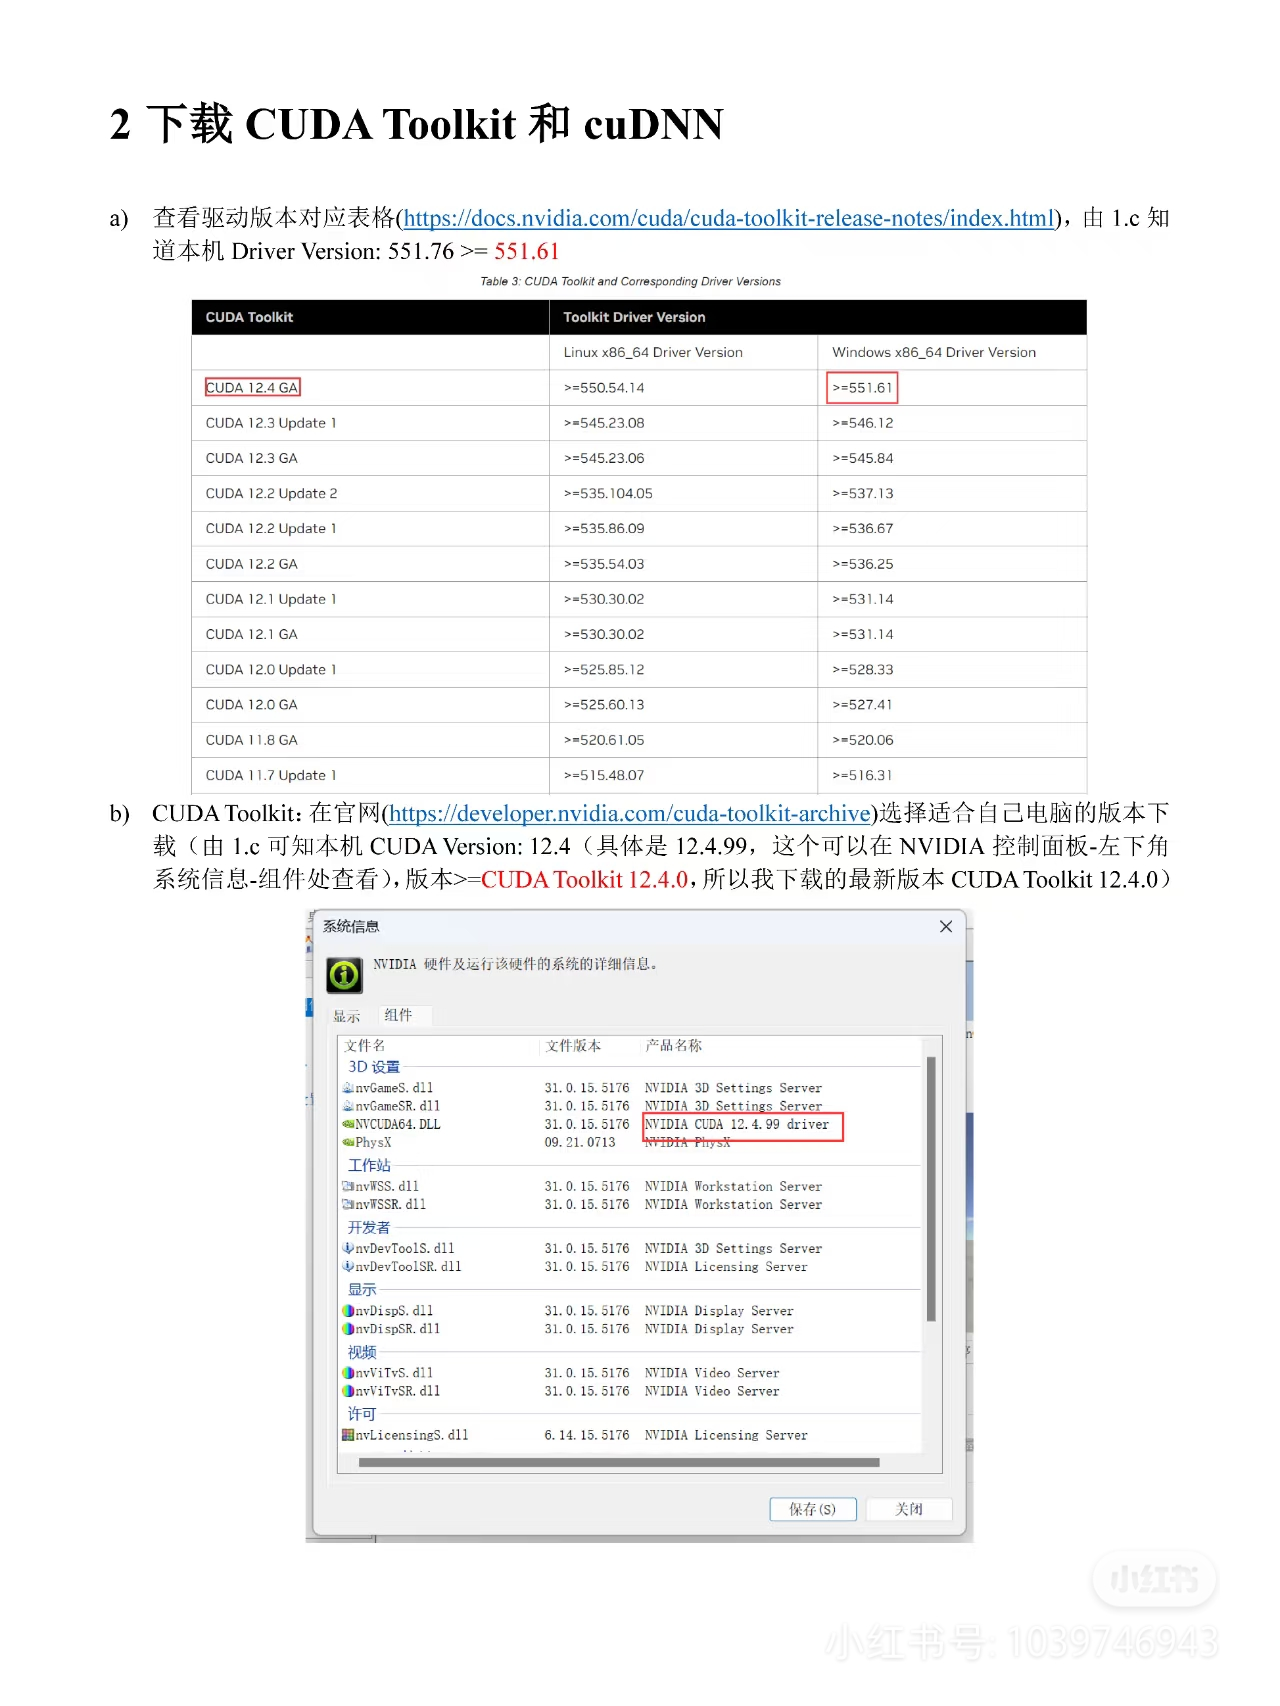 2 下载 CUDA Toolkit 和 cuDNN
a) 查看驱动版本对应表格(https://docs.nvidia.com/cuda/cuda-toolkit-release-notes/index.html)，由 1.c 知
道本机 Driver Version: 551.76 >= 551.61
Table 3: CUDA Toolkit and Corresponding Driver Versions
CUDA Toolkit Toolkit Driver Version
Linux x86_64 Driver Version Windows x86_64 Driver Version
CUDA 12.4 GA >=550.54.14 >=551.61
CUDA 12.3 Update 1 >=545.23.08 >=546.12
CUDA 12.3 GA >=545.23.06 >=545.84
CUDA 12.2 Update 2 >=535.104.05 >=537.13
CUDA 12.2 Update 1 >=535.86.09 >=536.67
CUDA 12.2 GA >=535.54.03 >=536.25
CUDA 12.1 Update 1 >=530.30.02 >=531.14
CUDA 12.1 GA >=530.30.02 >=531.14
CUDA 12.0 Update 1 >=525.85.12 >=528.33
CUDA 12.0 GA >=525.60.13 >=527.41
CUDA 11.8 GA >=520.61.05 >=520.06
CUDA 11.7 Update 1 >=515.48.07 >=516.31
b) CUDA Toolkit：在官网(https://developer.nvidia.com/cuda-toolkit-archive)选择适合自己电脑的版本下
载（由 1.c 可知本机 CUDA Version: 12.4（具体是 12.4.99，这个可以在 NVIDIA 控制面板-左下角
系统信息-组件处查看），版本>=CUDA Toolkit 12.4.0，所以我下载的最新版本 CUDA Toolkit 12.4.0）
系统信息
NVIDIA 硬件及运行该硬件的系统的详细信息。
显示 组件
文件名 文件版本 产品名称
3D 设置
nvGameS.dll 31.0.15.5176 NVIDIA 3D Settings Server
nvGameSR.dll 31.0.15.5176 NVIDIA 3D Settings Server
NVCUDA64.DLL 31.0.15.5176 NVIDIA CUDA 12.4.99 driver
PhysX 09.21.0713 NVIDIA PhysX
工作站
nvWSS.dll 31.0.15.5176 NVIDIA Workstation Server
nvWSSR.dll 31.0.15.5176 NVIDIA Workstation Server
开发者
nvDevToolS.dll 31.0.15.5176 NVIDIA 3D Settings Server
nvDevToolSR.dll 31.0.15.5176 NVIDIA Licensing Server
显示
nvDispS.dll 31.0.15.5176 NVIDIA Display Server
nvDispSR.dll 31.0.15.5176 NVIDIA Display Server
视频
nvViTvS.dll 31.0.15.5176 NVIDIA Video Server
nvViTvSR.dll 31.0.15.5176 NVIDIA Video Server
许可
nvLicensingS.dll 6.14.15.5176 NVIDIA Licensing Server
保存(S) 关闭
小红书
小红书号: 1039746943